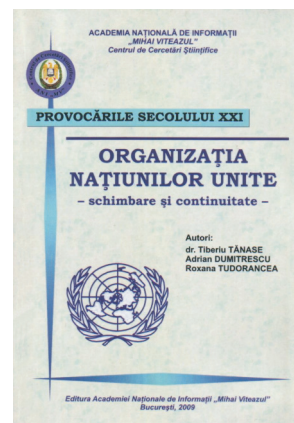 ACADEMIA NAȚIONALĂ DE INFORMAȚII
„MIHAI VITEAZUL”
Centrul de Cercetări Științifice
PROVOCĂRILE SECOLULUI XXI
ORGANIZAȚIA
NAȚIUNILOR UNITE
– schimbare și continuitate –
Autori:
dr. Tiberiu TĂNASE
Adrian DUMITRESCU
Roxana TUDORANCEA
Editura Academiei Naționale de Informații „Mihai Viteazul”
București, 2009